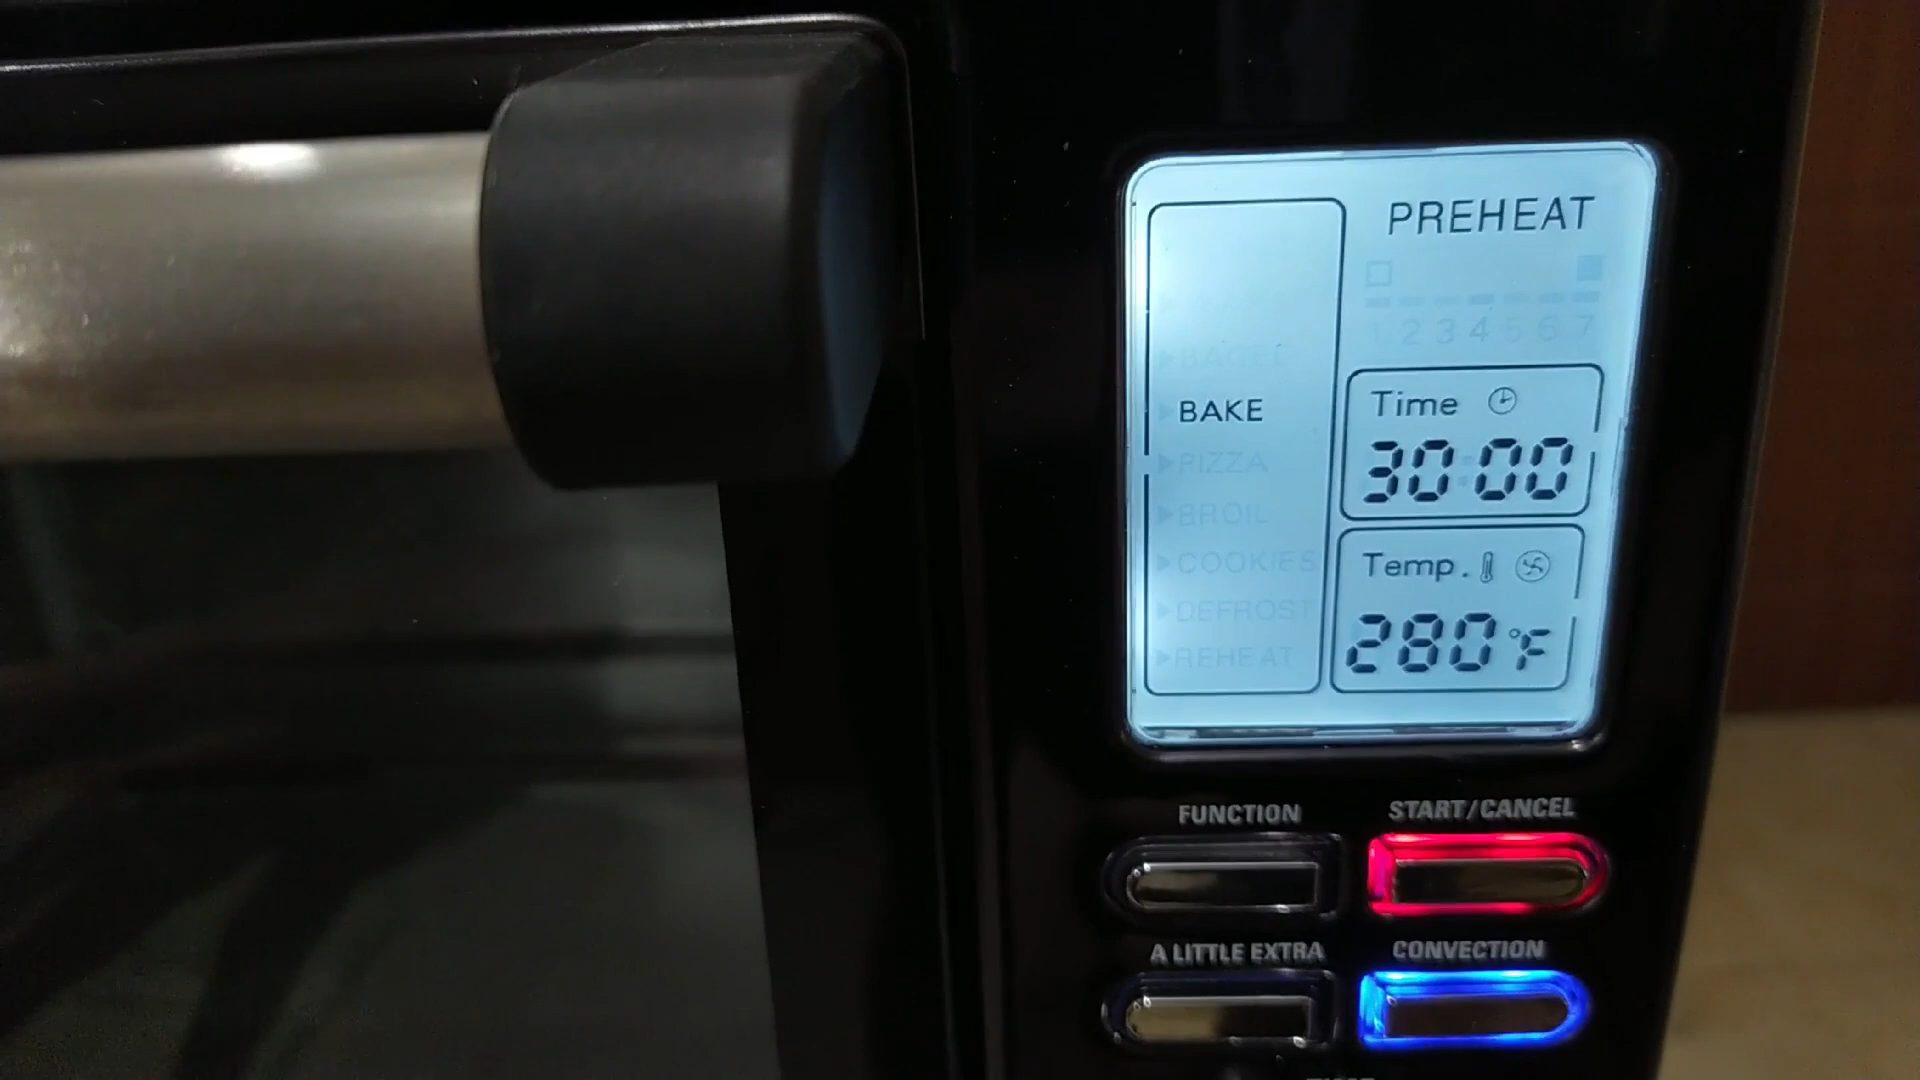 PREHEAT
1 2 3 4 5 6 7
BAGEL
BAKE
PIZZA
BROIL
COOKIES
DEFROST
REHEAT
Time
30:00
Temp.
280°F
FUNCTION
START/CANCEL
A LITTLE EXTRA
CONVECTION